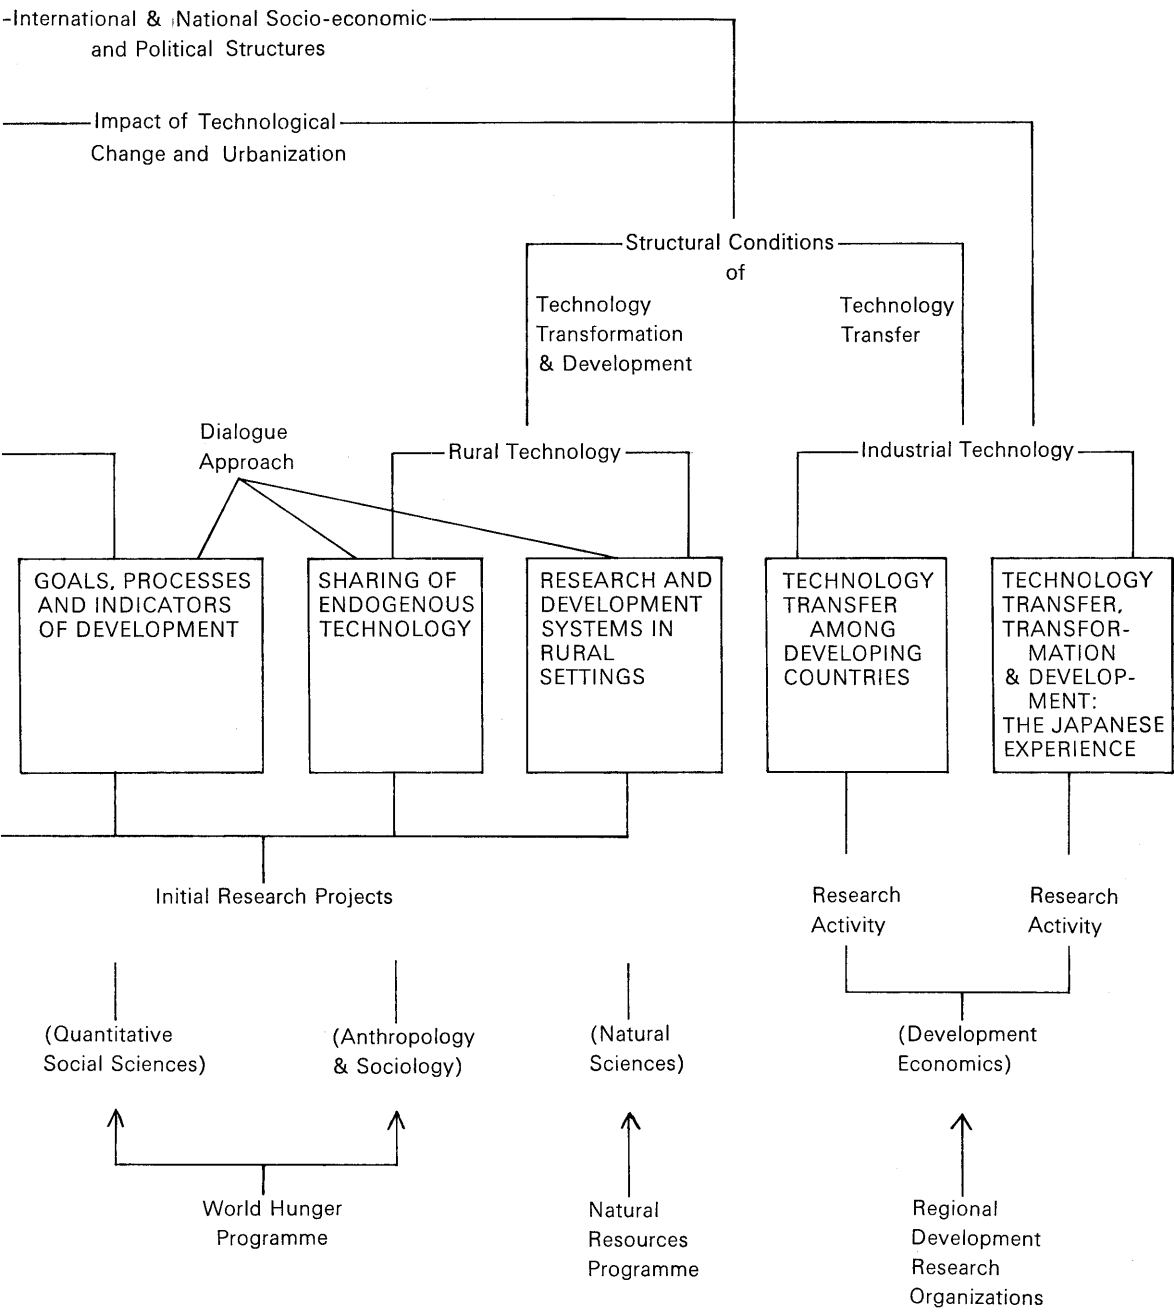 International & National Socio-economic
and Political Structures
Impact of Technological
Change and Urbanization
Structural Conditions
of
Technology
Transformation
& Development
Technology
Transfer
Dialogue
Approach
Rural Technology
Industrial Technology
GOALS, PROCESSES
AND INDICATORS
OF DEVELOPMENT
SHARING OF
ENDOGENOUS
TECHNOLOGY
RESEARCH AND
DEVELOPMENT
SYSTEMS IN
RURAL
SETTINGS
TECHNOLOGY
TRANSFER
AMONG
DEVELOPING
COUNTRIES
TECHNOLOGY
TRANSFER,
TRANSFOR-
MATION
& DEVELOP-
MENT:
THE JAPANESE
EXPERIENCE
Initial Research Projects
Research
Activity
Research
Activity
(Quantitative
Social Sciences)
(Anthropology
& Sociology)
(Natural
Sciences)
(Development
Economics)
World Hunger
Programme
Natural
Resources
Programme
Regional
Development
Research
Organizations